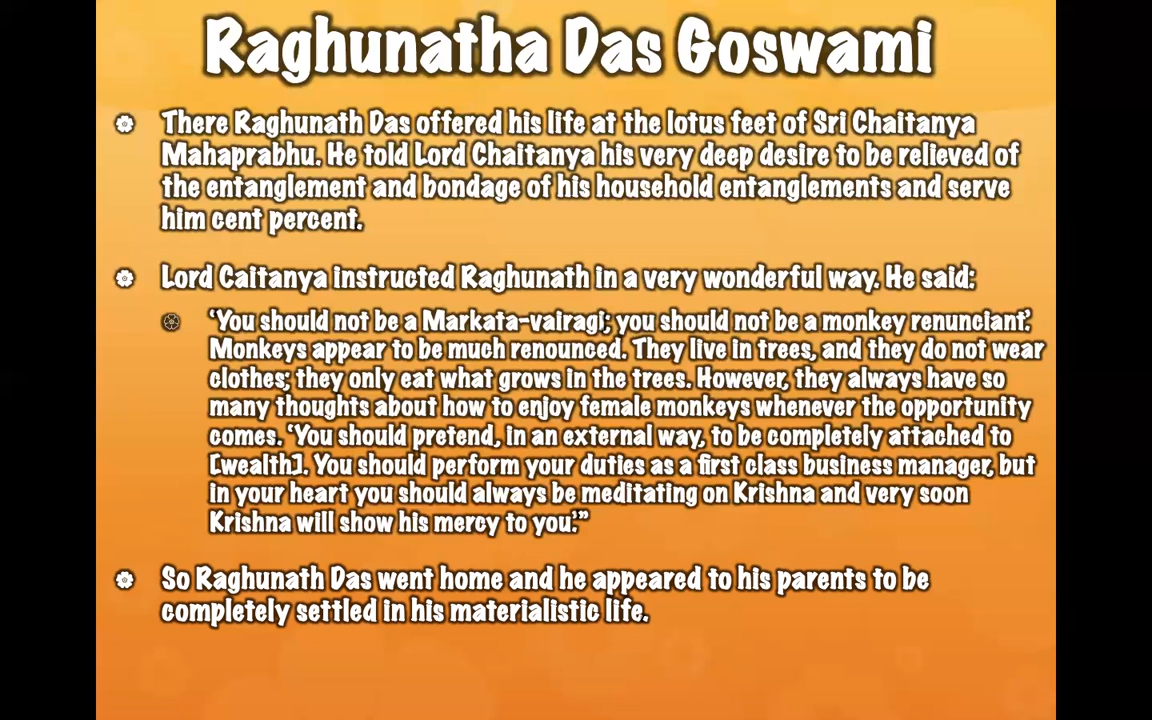 Raghunatha Das Goswami
There Raghunath Das offered his life at the lotus feet of Sri Chaitanya
Mahaprabhu. He told Lord Chaitanya his very deep desire to be relieved of
the entanglement and bondage of his household entanglements and serve
him cent percent.
Lord Caitanya instructed Raghunath in a very wonderful way. He said:
‘You should not be a Markata-vairagi; you should not be a monkey renunciant’.
Monkeys appear to be much renounced. They live in trees, and they do not wear
clothes; they only eat what grows in the trees. However, they always have so
many thoughts about how to enjoy female monkeys whenever the opportunity
comes. ‘You should pretend, in an external way, to be completely attached to
[wealth]. You should perform your duties as a first class business manager, but
in your heart you should always be meditating on Krishna and very soon
Krishna will show his mercy to you.’”
So Raghunath Das went home and he appeared to his parents to be
completely settled in his materialistic life.